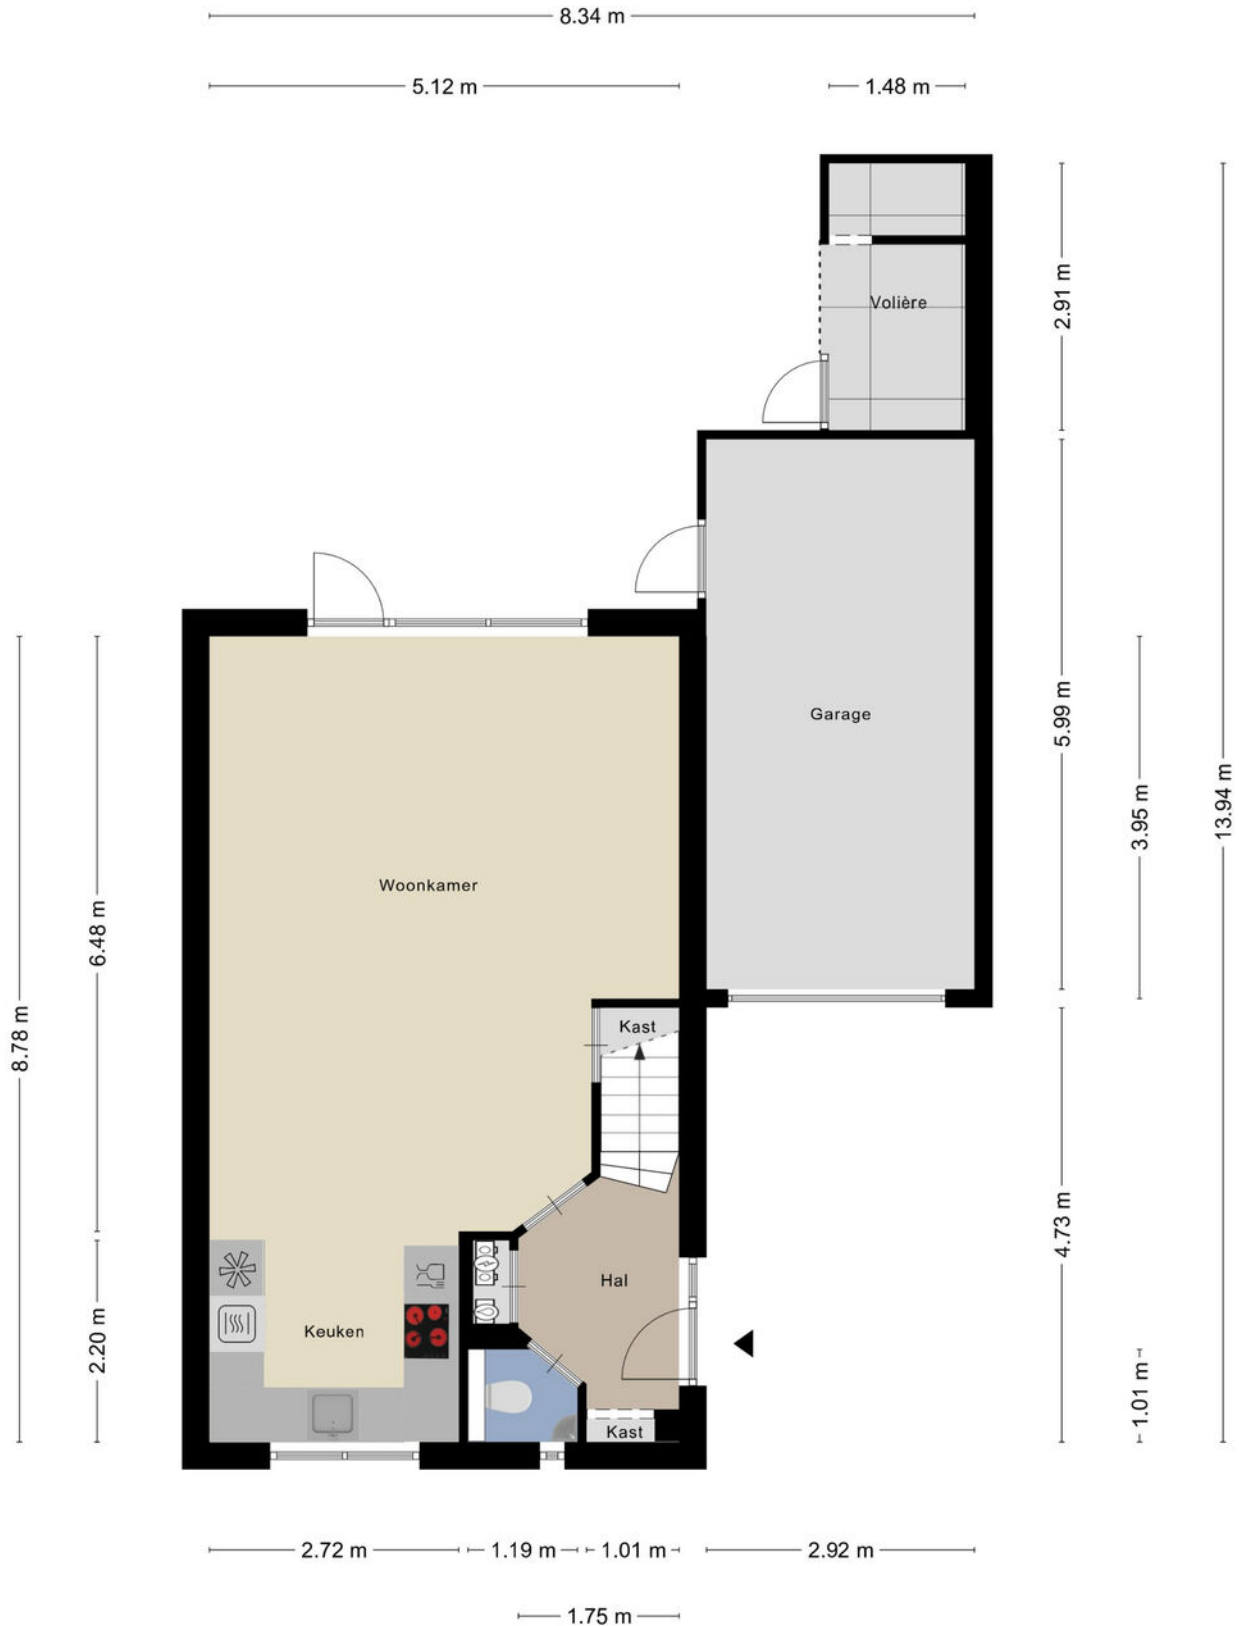 8.34 m
5.12 m
1.48 m
2.91 m
Volière
5.99 m
Garage
3.95 m
13.94 m
Woonkamer
6.48 m
8.78 m
Kast
4.73 m
Hal
2.20 m
Keuken
1.01 m
Kast
2.72 m
1.19 m
1.01 m
2.92 m
1.75 m